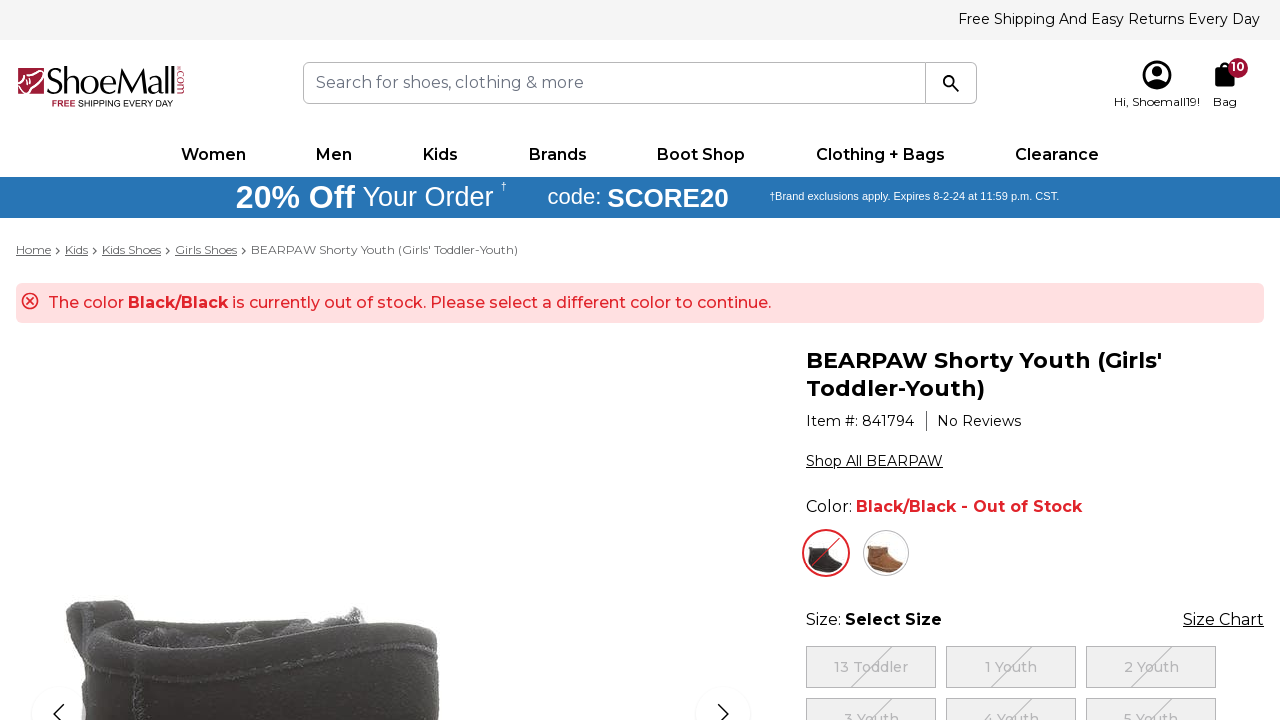 Free Shipping And Easy Returns Every Day
ShoeMall.com
FREE SHIPPING EVERY DAY
Search for shoes, clothing & more
Hi, Shoemall19!
10
Bag
Women
Men
Kids
Brands
Boot Shop
Clothing + Bags
Clearance
20% Off Your Order † code: SCORE20 †Brand exclusions apply. Expires 8-2-24 at 11:59 p.m. CST.
Home > Kids > Kids Shoes > Girls Shoes > BEARPAW Shorty Youth (Girls' Toddler-Youth)
The color Black/Black is currently out of stock. Please select a different color to continue.
BEARPAW Shorty Youth (Girls'
Toddler-Youth)
Item #: 841794 | No Reviews
Shop All BEARPAW
Color: Black/Black - Out of Stock
Size: Select Size
Size Chart
13 Toddler
1 Youth
2 Youth
3 Youth
4 Youth
5 Youth